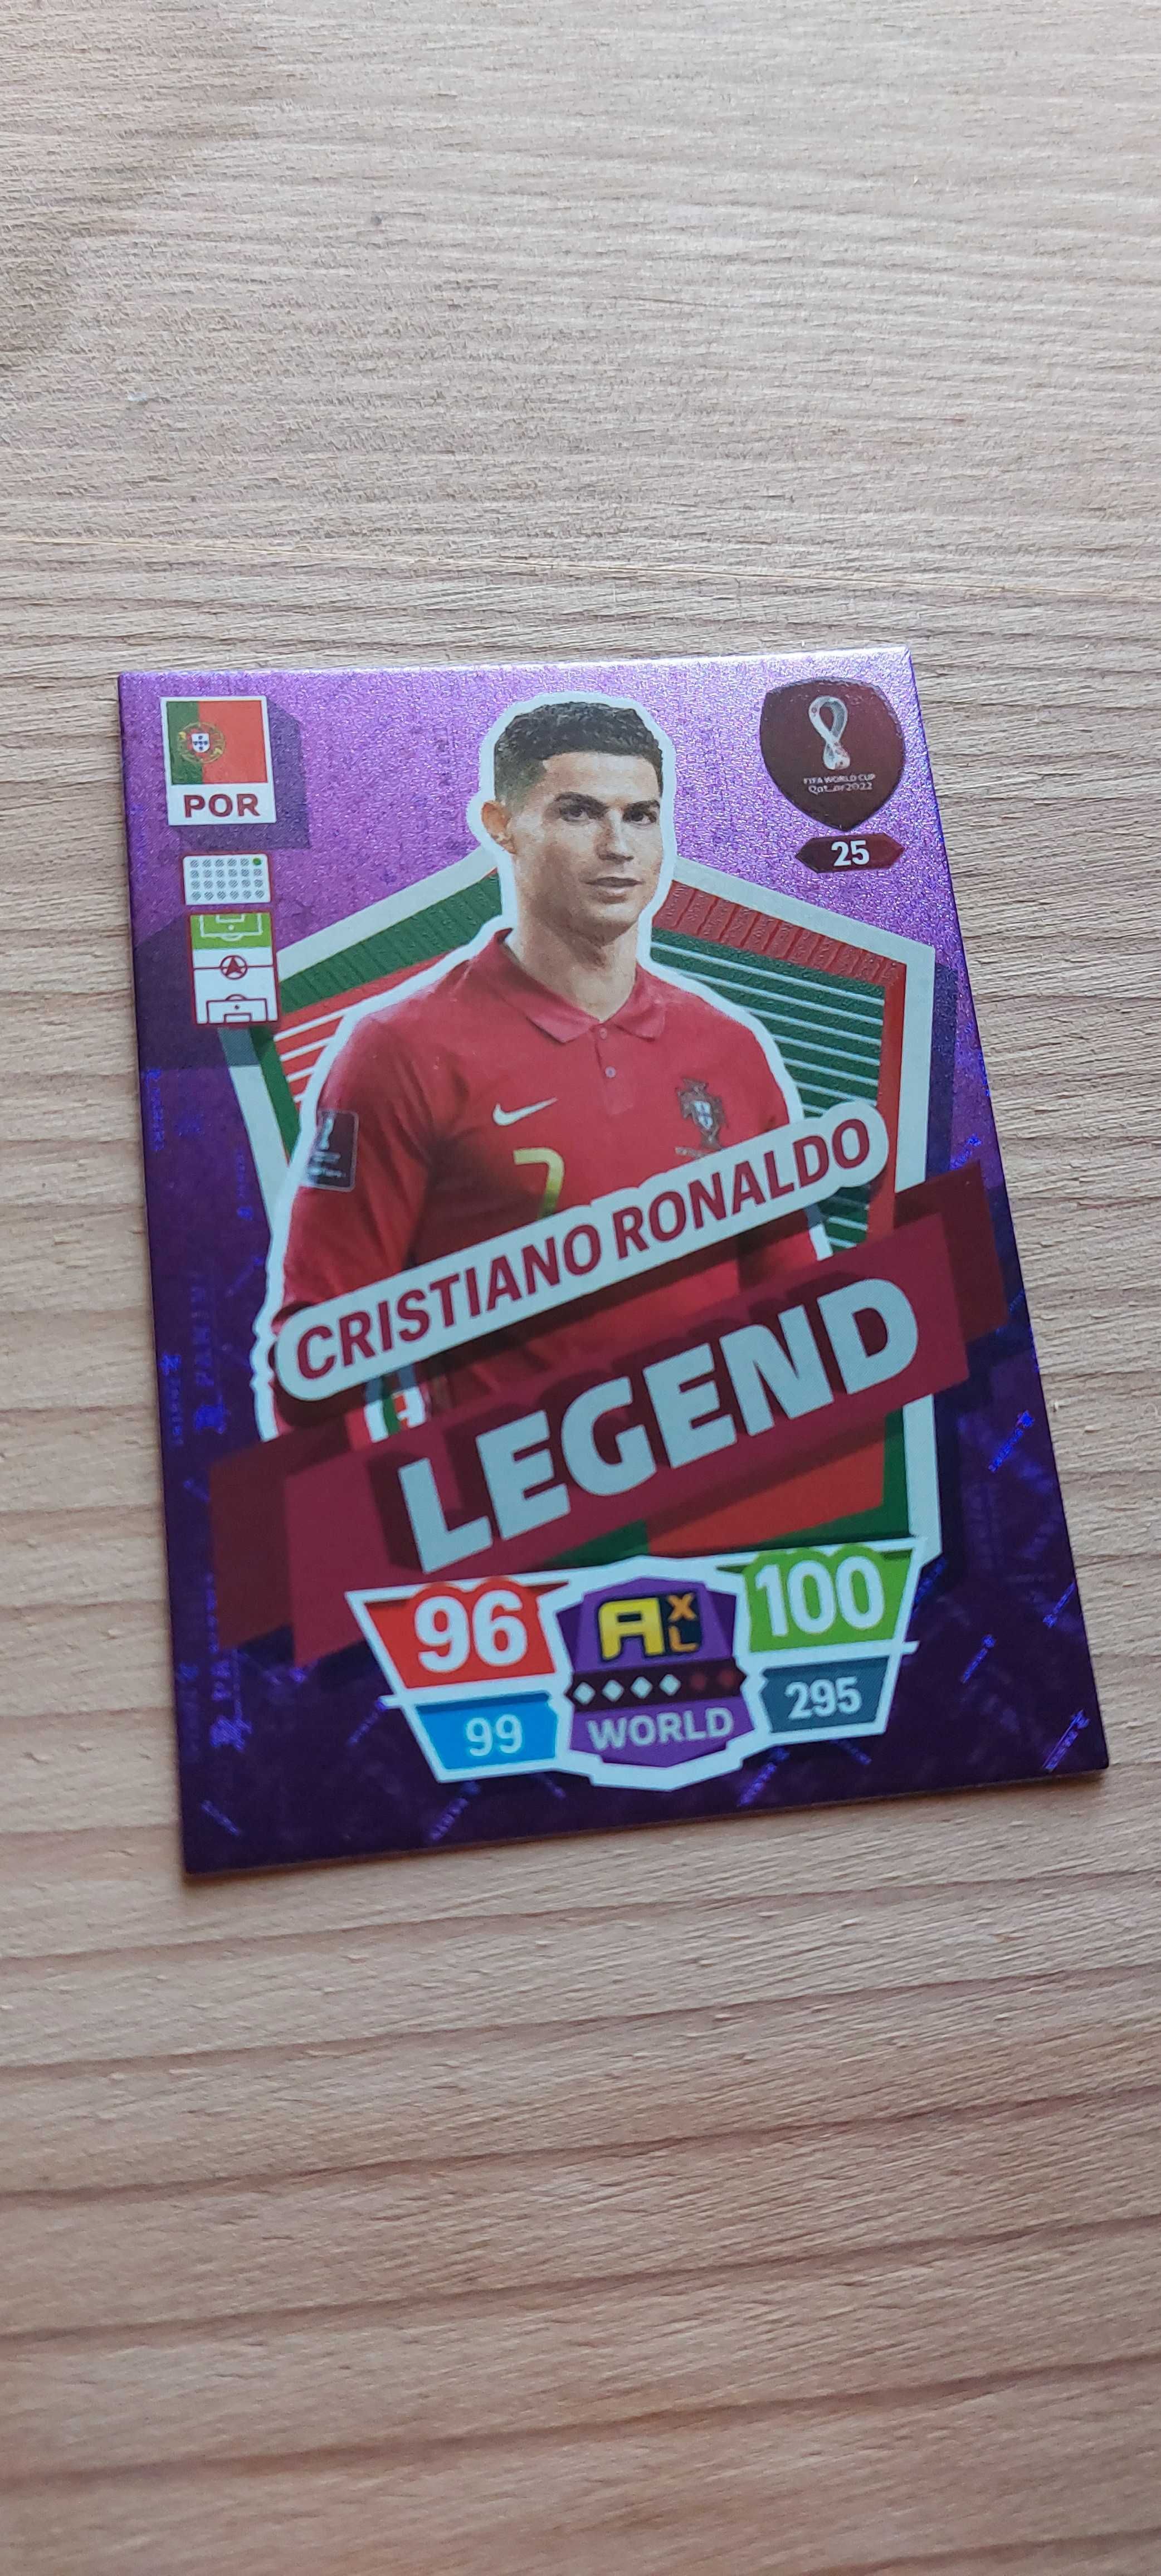 POR
FIFA WORLD CUP
Qatar2022
25
7
CRISTIANO RONALDO
LEGEND
96
AXL
100
99
WORLD
295